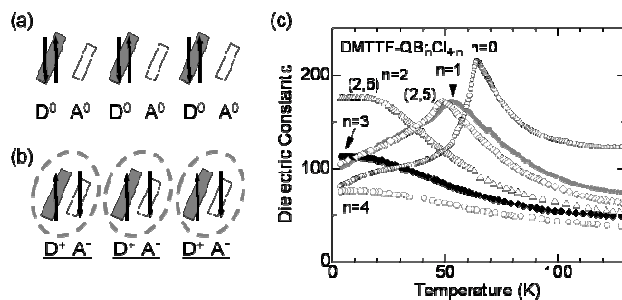 (a)
D⁰ A⁰ D⁰ A⁰ D⁰ A⁰
(b)
D⁺ A⁻ D⁺ A⁻ D⁺ A⁻
(c)
DMTTF-QBrₙCl₄₋ₙ n=0
200
(2,6) n=2
(2,5) n=1
n=3
100
n=4
0
0 50 100
Dielectric Constants
Temperature (K)